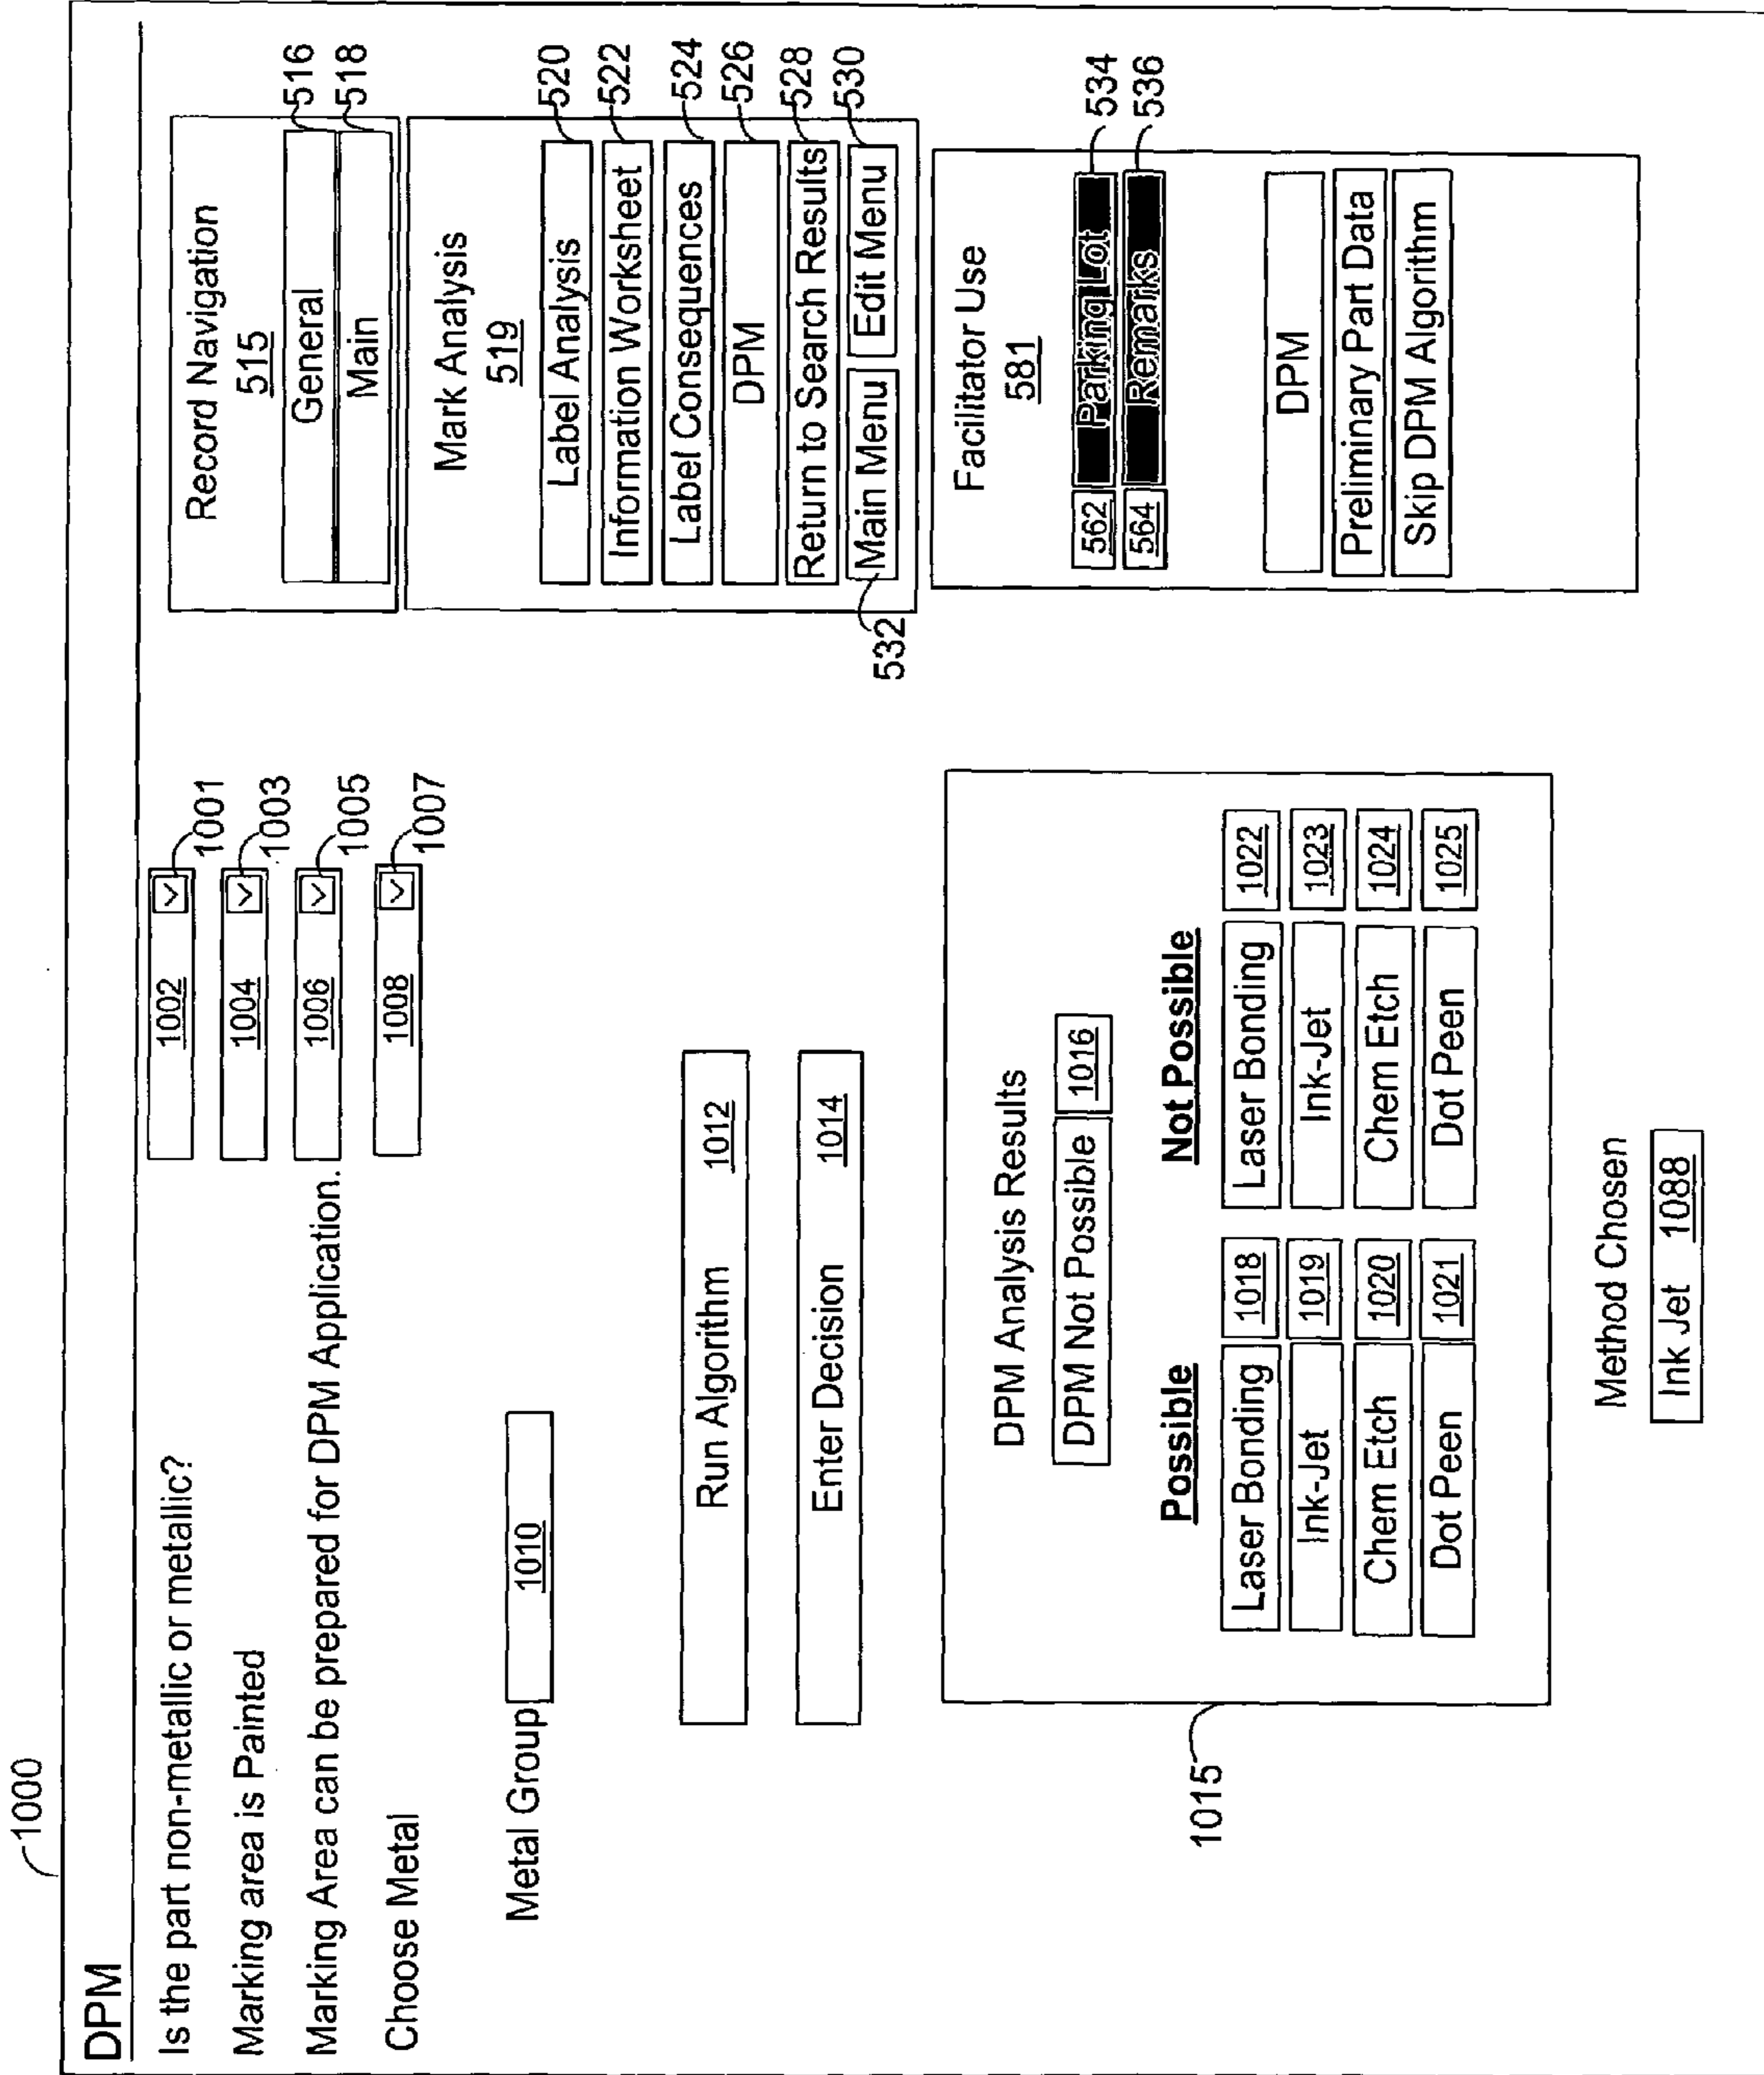 1000
DPM
Is the part non-metallic or metallic?
1002
1001
Marking area is Painted
1004
1003
Marking Area can be prepared for DPM Application.
1006
1005
Choose Metal
1008
1007
Metal Group
1010
Run Algorithm 1012
Enter Decision 1014
1015
DPM Analysis Results
DPM Not Possible 1016
Possible
Not Possible
Laser Bonding 1018
Laser Bonding 1022
Ink-Jet 1019
Ink-Jet 1023
Chem Etch 1020
Chem Etch 1024
Dot Peen 1021
Dot Peen 1025
Method Chosen
Ink Jet 1088
Record Navigation
515
General
516
Main
518
Mark Analysis
519
Label Analysis
520
Information Worksheet
522
Label Consequences
524
DPM
526
Return to Search Results
528
532
Main Menu
Edit Menu
530
Facilitator Use
581
562 Parking Lot
534
564 Remarks
536
DPM
Preliminary Part Data
Skip DPM Algorithm